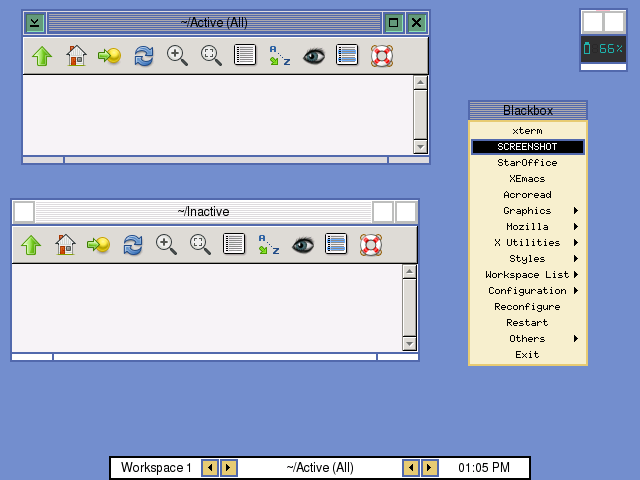 ~/Active (All)
A
Z
66%
Blackbox
xterm
SCREENSHOT
StarOffice
XEmacs
Acroread
Graphics
Mozilla
X Utilities
Styles
Workspace List
Configuration
Reconfigure
Restart
Others
Exit
~/Inactive
A
Z
Workspace 1
~/Active (All)
01:05 PM